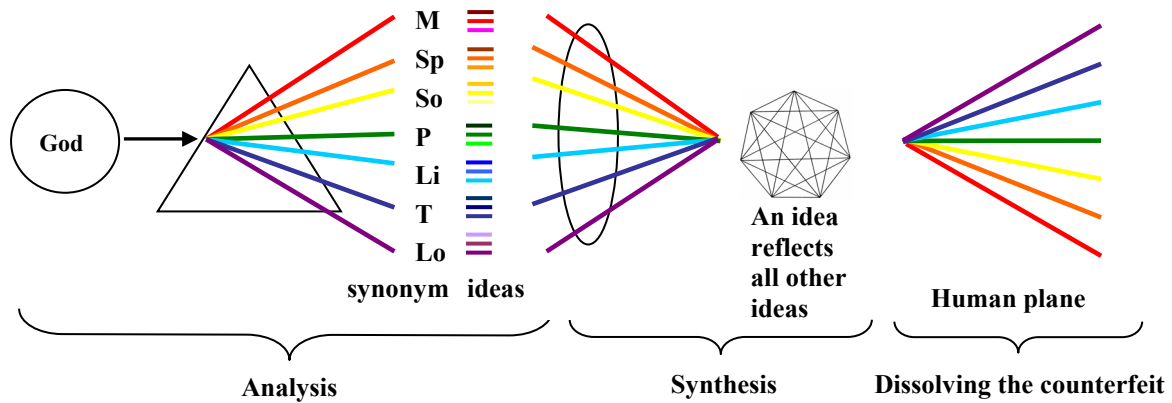 God
M
Sp
So
P
Li
T
Lo
synonym ideas
An idea
reflects
all other
ideas
Human plane
Analysis
Synthesis
Dissolving the counterfeit